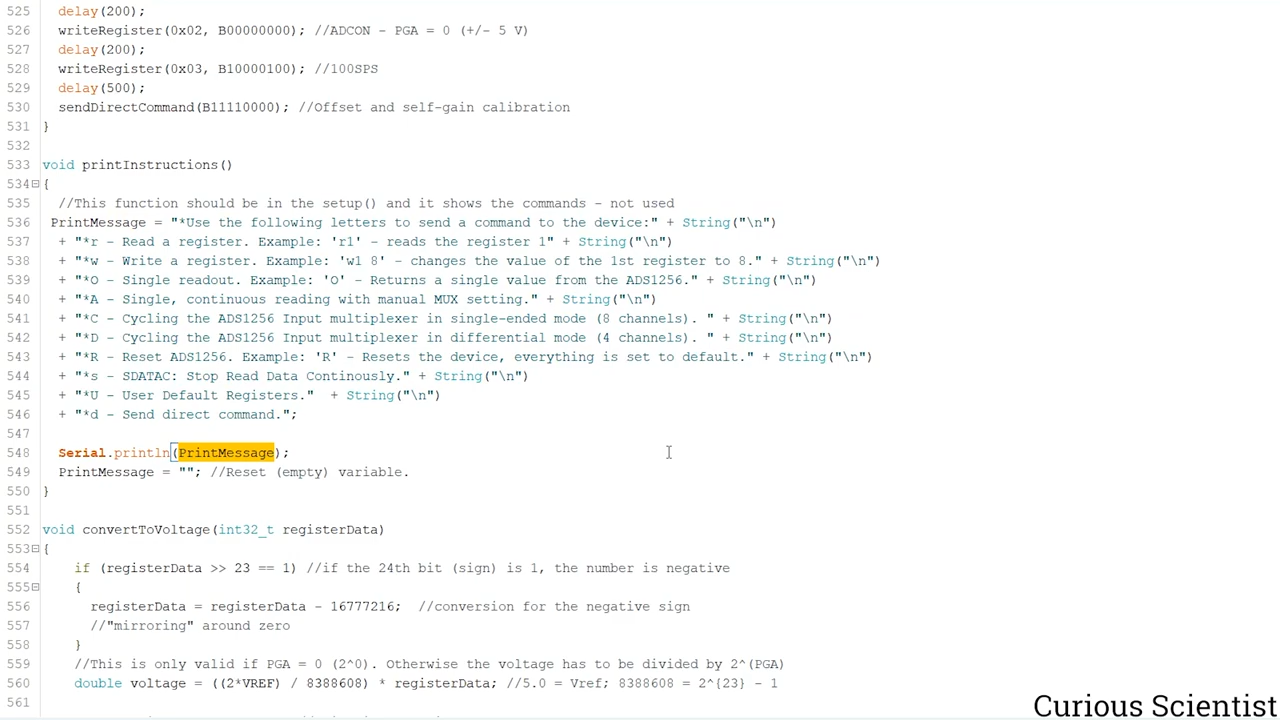 525 delay(200);
526 writeRegister(0x02, B00000000); //ADCON - PGA = 0 (+/- 5 V)
527 delay(200);
528 writeRegister(0x03, B10000100); //100SPS
529 delay(500);
530 sendDirectCommand(B11110000); //Offset and self-gain calibration
531 }
532
533 void printInstructions()
534 {
535 //This function should be in the setup() and it shows the commands - not used
536 PrintMessage = "*Use the following letters to send a command to the device:" + String("\n")
537 + "*r - Read a register. Example: 'r1' - reads the register 1" + String("\n")
538 + "*w - Write a register. Example: 'w1 8' - changes the value of the 1st register to 8." + String("\n")
539 + "*O - Single readout. Example: 'O' - Returns a single value from the ADS1256." + String("\n")
540 + "*A - Single, continuous reading with manual MUX setting." + String("\n")
541 + "*C - Cycling the ADS1256 Input multiplexer in single-ended mode (8 channels). " + String("\n")
542 + "*D - Cycling the ADS1256 Input multiplexer in differential mode (4 channels). " + String("\n")
543 + "*R - Reset ADS1256. Example: 'R' - Resets the device, everything is set to default." + String("\n")
544 + "*s - SDATAC: Stop Read Data Continously." + String("\n")
545 + "*U - User Default Registers."  + String("\n")
546 + "*d - Send direct command.";
547
548 Serial.println(PrintMessage);
549 PrintMessage = ""; //Reset (empty) variable.
550 }
551
552 void convertToVoltage(int32_t registerData)
553 {
554 if (registerData >> 23 == 1) //if the 24th bit (sign) is 1, the number is negative
555 {
556 registerData = registerData - 16777216;  //conversion for the negative sign
557 //"mirroring" around zero
558 }
559 //This is only valid if PGA = 0 (2^0). Otherwise the voltage has to be divided by 2^(PGA)
560 double voltage = ((2*VREF) / 8388608) * registerData; //5.0 = Vref; 8388608 = 2^{23} - 1
561
Curious Scientist